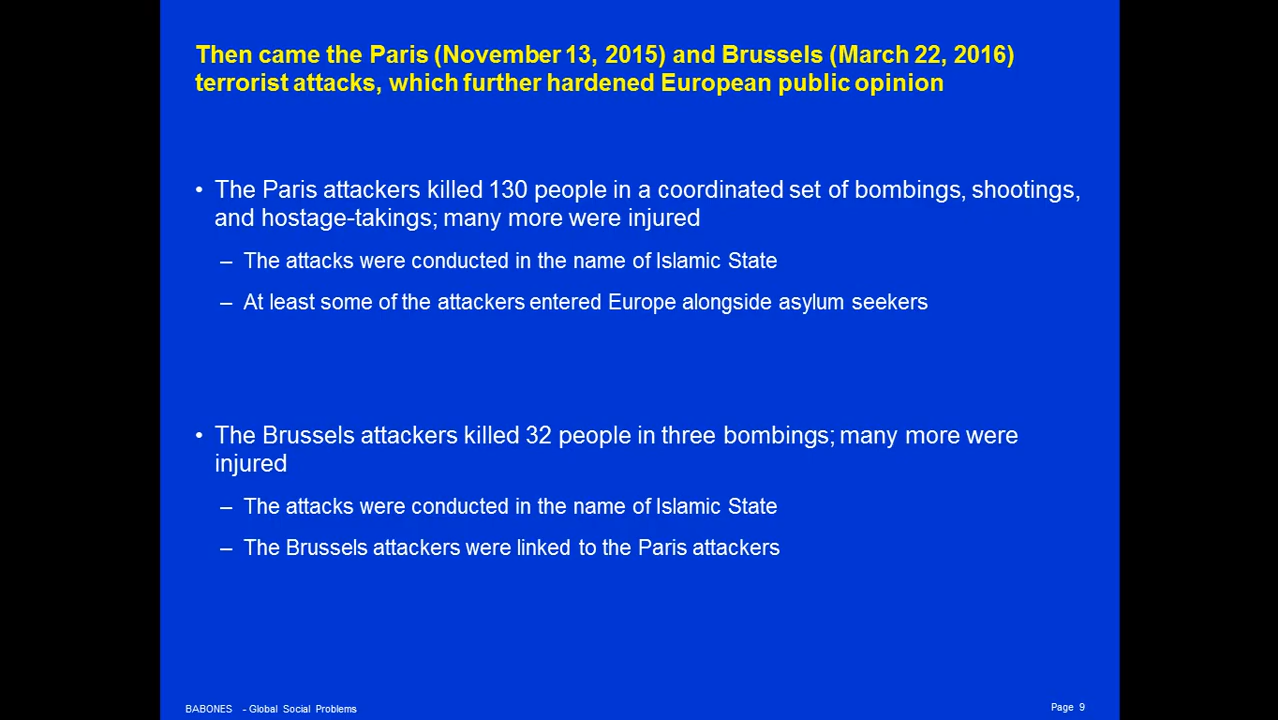 Then came the Paris (November 13, 2015) and Brussels (March 22, 2016)
terrorist attacks, which further hardened European public opinion
• The Paris attackers killed 130 people in a coordinated set of bombings, shootings,
and hostage-takings; many more were injured
– The attacks were conducted in the name of Islamic State
– At least some of the attackers entered Europe alongside asylum seekers
• The Brussels attackers killed 32 people in three bombings; many more were
injured
– The attacks were conducted in the name of Islamic State
– The Brussels attackers were linked to the Paris attackers
BABONES - Global Social Problems
Page 9